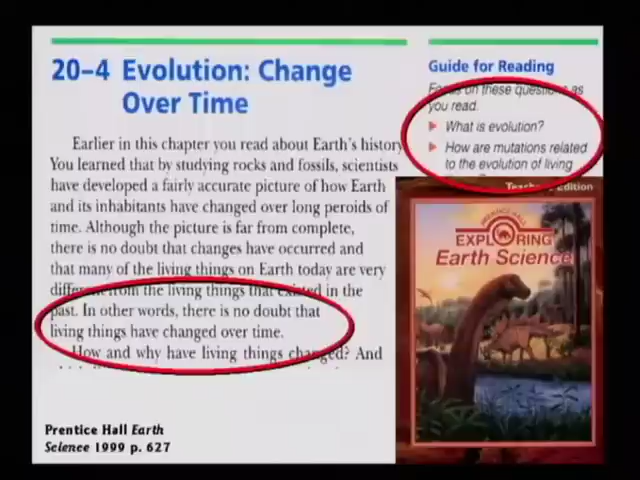 20–4 Evolution: Change
Over Time
Earlier in this chapter you read about Earth's history
You learned that by studying rocks and fossils, scientists
have developed a fairly accurate picture of how Earth
and its inhabitants have changed over long peroids of
time. Although the picture is far from complete,
there is no doubt that changes have occurred and
that many of the living things on Earth today are very
different from the living things that existed in the
past. In other words, there is no doubt that
living things have changed over time.
How and why have living things changed? And
Guide for Reading
Focus on these questions as
you read.
What is evolution?
How are mutations related
to the evolution of living
Teacher's Edition
PRENTICE HALL
EXPLORING
Earth Science
Prentice Hall Earth
Science 1999 p. 627